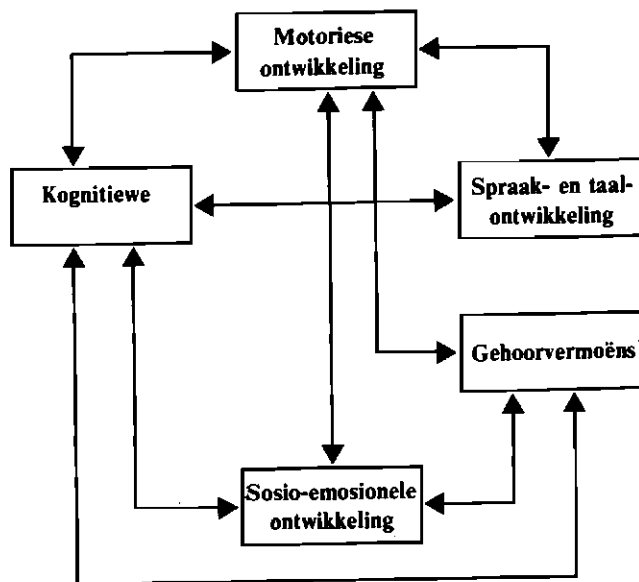 Motoriese
ontwikkeling
Kognitiewe
Spraak- en taal-
ontwikkeling
Gehoorvermoëns
Sosio-emosionele
ontwikkeling